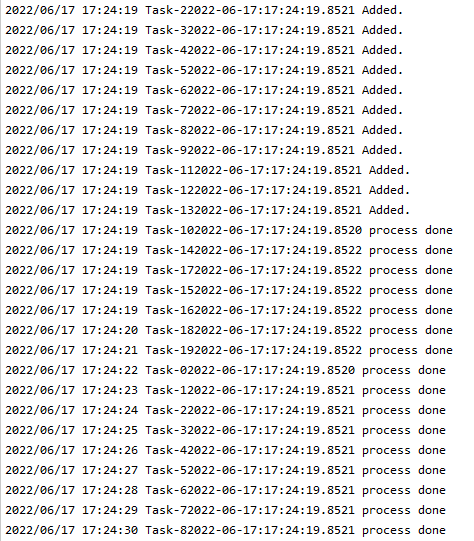 2022/06/17 17:24:19 Task-22022-06-17:17:24:19.8521 Added.
2022/06/17 17:24:19 Task-32022-06-17:17:24:19.8521 Added.
2022/06/17 17:24:19 Task-42022-06-17:17:24:19.8521 Added.
2022/06/17 17:24:19 Task-52022-06-17:17:24:19.8521 Added.
2022/06/17 17:24:19 Task-62022-06-17:17:24:19.8521 Added.
2022/06/17 17:24:19 Task-72022-06-17:17:24:19.8521 Added.
2022/06/17 17:24:19 Task-82022-06-17:17:24:19.8521 Added.
2022/06/17 17:24:19 Task-92022-06-17:17:24:19.8521 Added.
2022/06/17 17:24:19 Task-112022-06-17:17:24:19.8521 Added.
2022/06/17 17:24:19 Task-122022-06-17:17:24:19.8521 Added.
2022/06/17 17:24:19 Task-132022-06-17:17:24:19.8521 Added.
2022/06/17 17:24:19 Task-102022-06-17:17:24:19.8520 process done
2022/06/17 17:24:19 Task-142022-06-17:17:24:19.8522 process done
2022/06/17 17:24:19 Task-172022-06-17:17:24:19.8522 process done
2022/06/17 17:24:19 Task-152022-06-17:17:24:19.8522 process done
2022/06/17 17:24:19 Task-162022-06-17:17:24:19.8522 process done
2022/06/17 17:24:20 Task-182022-06-17:17:24:19.8522 process done
2022/06/17 17:24:21 Task-192022-06-17:17:24:19.8522 process done
2022/06/17 17:24:22 Task-02022-06-17:17:24:19.8520 process done
2022/06/17 17:24:23 Task-12022-06-17:17:24:19.8521 process done
2022/06/17 17:24:24 Task-22022-06-17:17:24:19.8521 process done
2022/06/17 17:24:25 Task-32022-06-17:17:24:19.8521 process done
2022/06/17 17:24:26 Task-42022-06-17:17:24:19.8521 process done
2022/06/17 17:24:27 Task-52022-06-17:17:24:19.8521 process done
2022/06/17 17:24:28 Task-62022-06-17:17:24:19.8521 process done
2022/06/17 17:24:29 Task-72022-06-17:17:24:19.8521 process done
2022/06/17 17:24:30 Task-82022-06-17:17:24:19.8521 process done